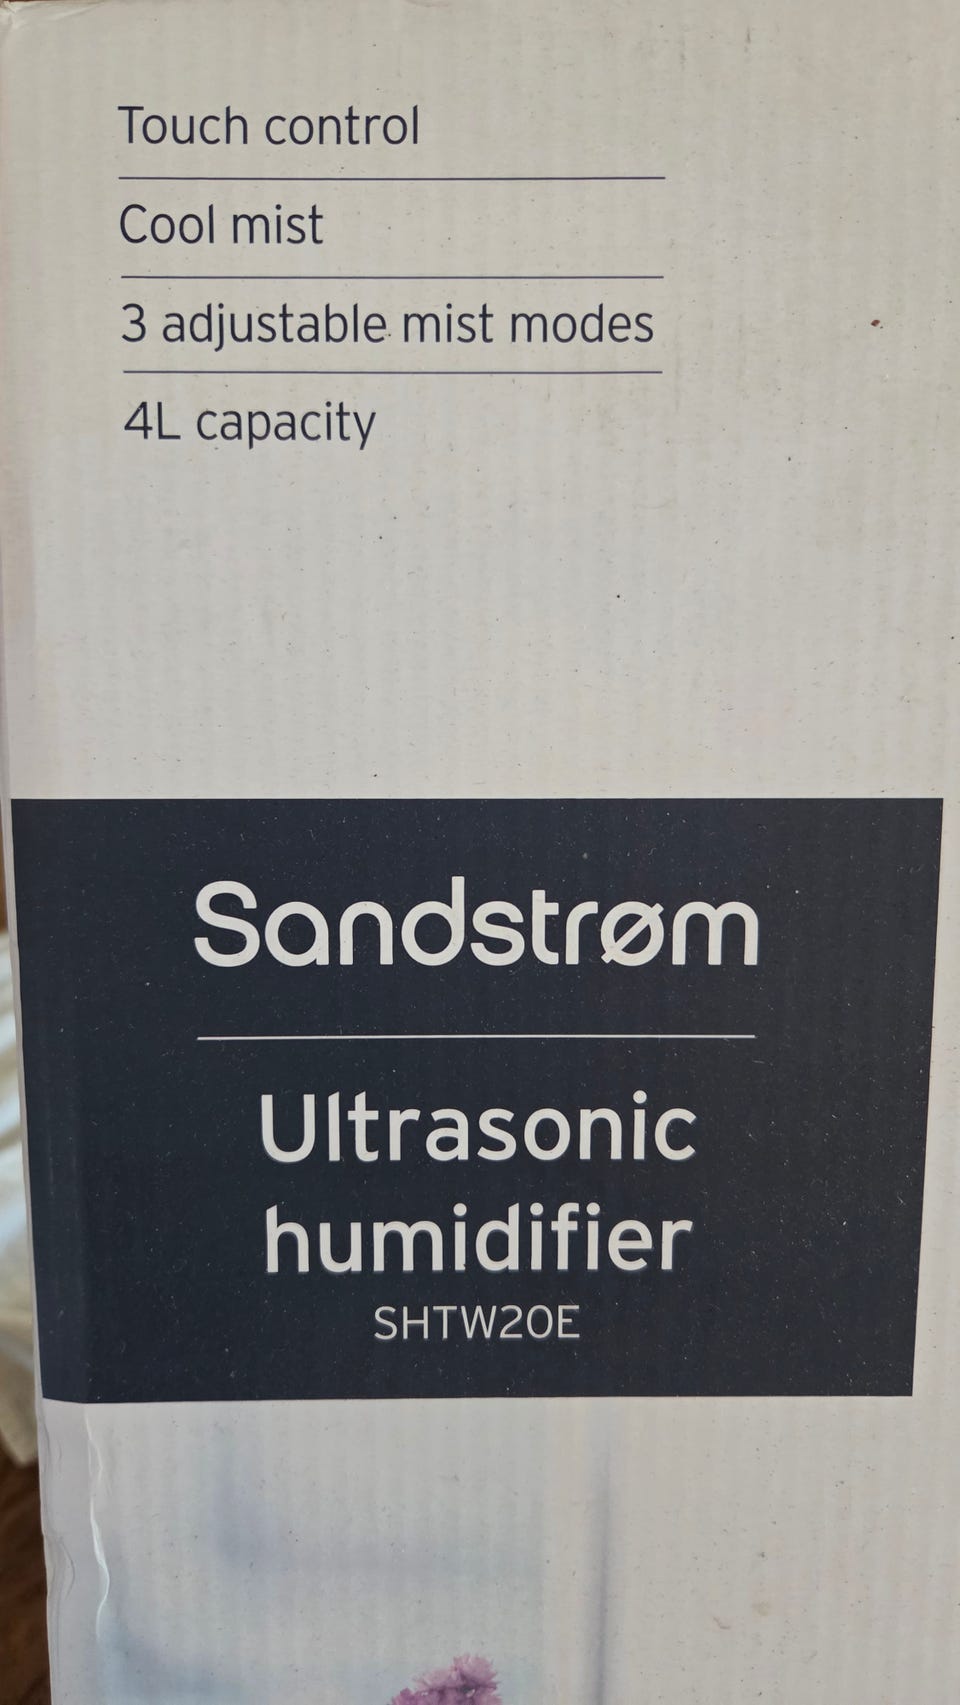 Touch control
Cool mist
3 adjustable mist modes
4L capacity
Sandstrøm
Ultrasonic
humidifier
SHTW20E